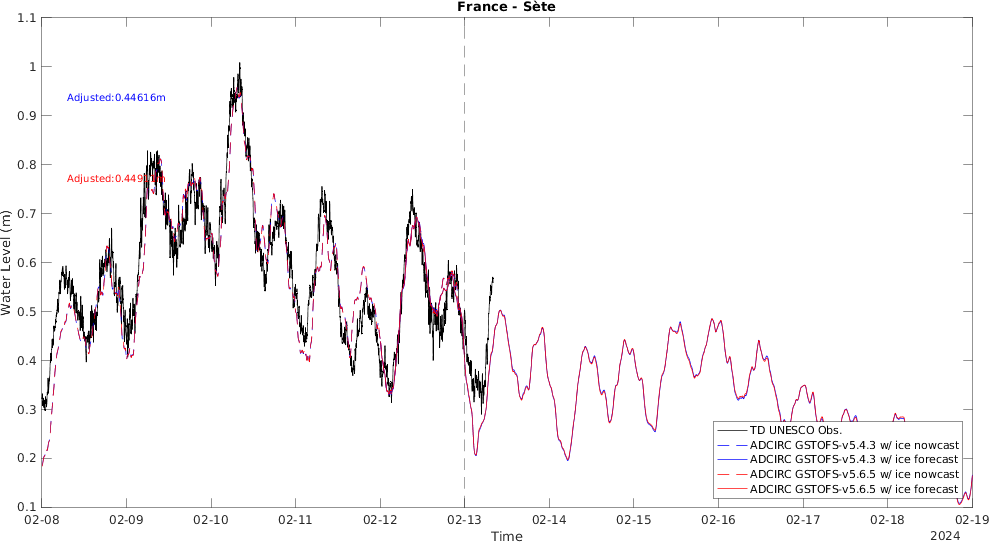 France - Sète
1.1
1
0.9
0.8
0.7
0.6
0.5
0.4
0.3
0.2
0.1
Water Level (m)
Adjusted:0.44616m
Adjusted:0.449
TD UNESCO Obs.
ADCIRC GSTOFS-v5.4.3 w/ ice nowcast
ADCIRC GSTOFS-v5.4.3 w/ ice forecast
ADCIRC GSTOFS-v5.6.5 w/ ice nowcast
ADCIRC GSTOFS-v5.6.5 w/ ice forecast
02-08 02-09 02-10 02-11 02-12 02-13 02-14 02-15 02-16 02-17 02-18 02-19
Time
2024